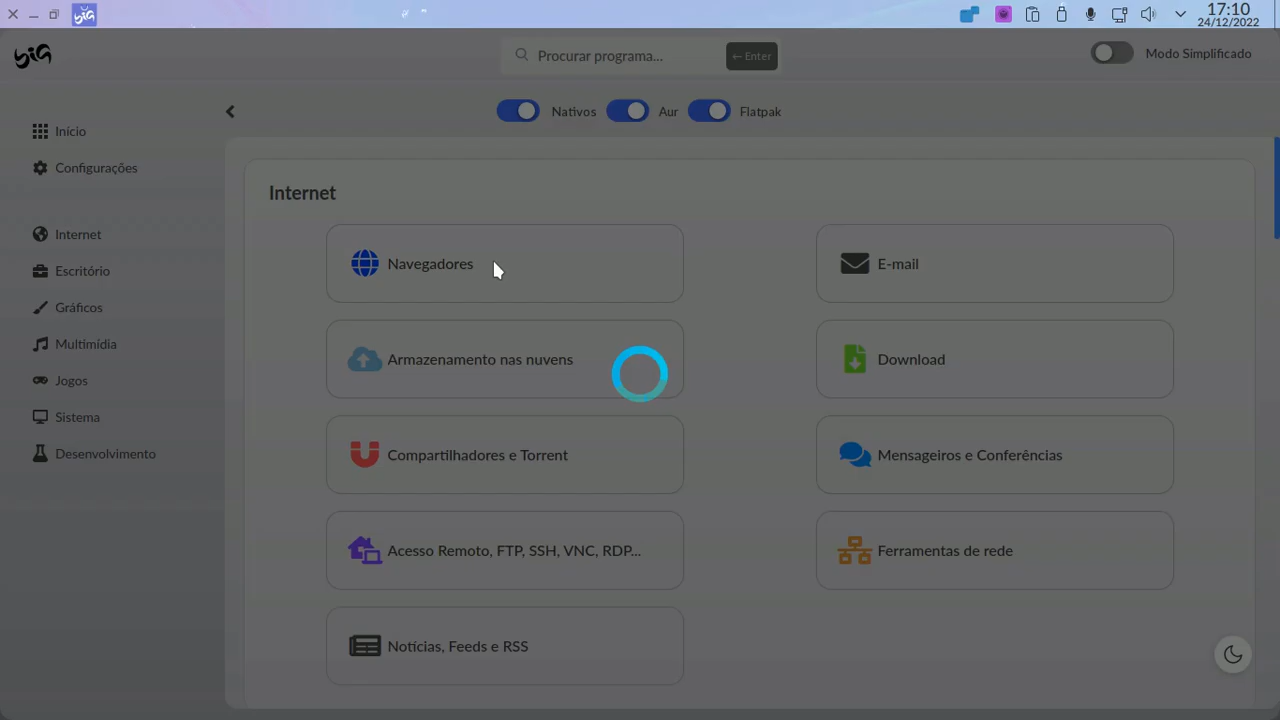 17:10
24/12/2022
big
Procurar programa...
← Enter
Modo Simplificado
Nativos
Aur
Flatpak
Início
Configurações
Internet
Escritório
Gráficos
Multimídia
Jogos
Sistema
Desenvolvimento
Internet
Navegadores
E-mail
Armazenamento nas nuvens
Download
Compartilhadores e Torrent
Mensageiros e Conferências
Acesso Remoto, FTP, SSH, VNC, RDP...
Ferramentas de rede
Notícias, Feeds e RSS